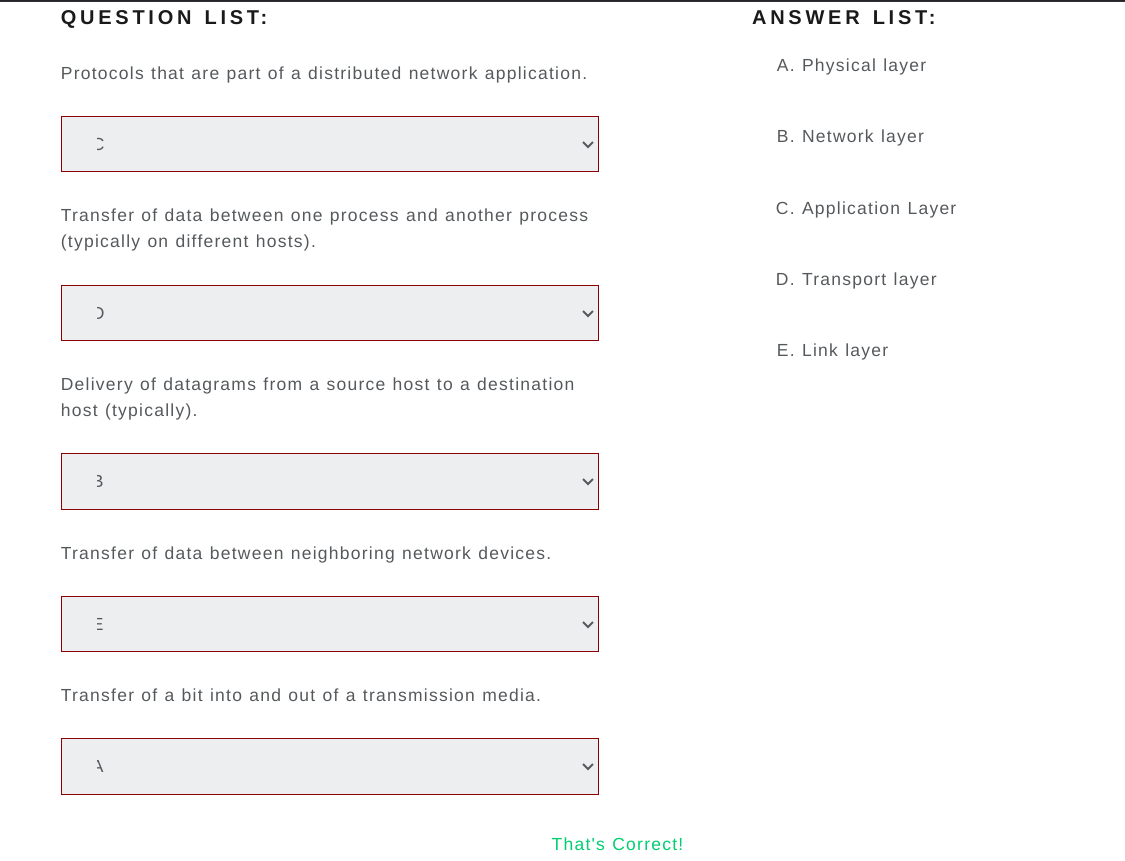 QUESTION LIST:
Protocols that are part of a distributed network application.
C
Transfer of data between one process and another process
(typically on different hosts).
D
Delivery of datagrams from a source host to a destination
host (typically).
B
Transfer of data between neighboring network devices.
E
Transfer of a bit into and out of a transmission media.
A
ANSWER LIST:
A. Physical layer
B. Network layer
C. Application Layer
D. Transport layer
E. Link layer
That's Correct!